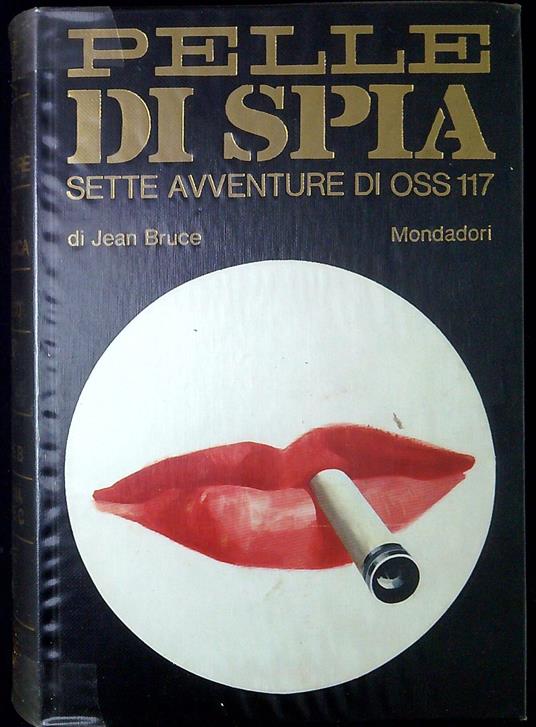 PELLE
DI SPIA
SETTE AVVENTURE DI OSS 117
di Jean Bruce Mondadori